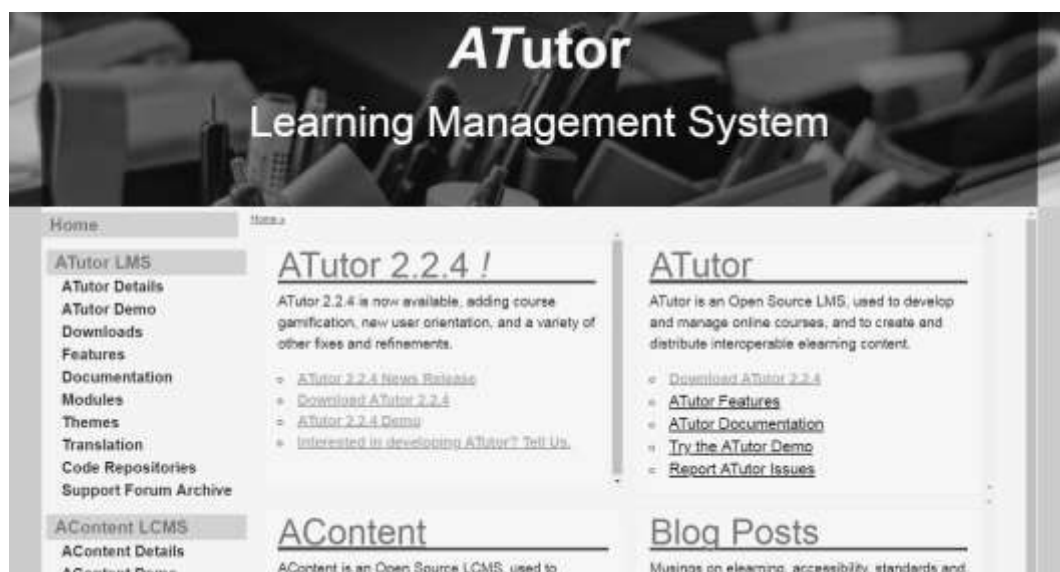 ATutor
Learning Management System
Home
ATutor LMS
ATutor Details
ATutor Demo
Downloads
Features
Documentation
Modules
Themes
Translation
Code Repositories
Support Forum Archive
AContent LCMS
AContent Details
AContent Demo
Home »
ATutor 2.2.4 !
ATutor 2.2.4 is now available, adding course
gamification, new user orientation, and a variety of
other fixes and refinements.
ATutor 2.2.4 News Release
Download ATutor 2.2.4
ATutor 2.2.4 Demo
Interested in developing ATutor? Tell Us.
ATutor
ATutor is an Open Source LMS, used to develop
and manage online courses, and to create and
distribute interoperable elearning content.
Download ATutor 2.2.4
ATutor Features
ATutor Documentation
Try the ATutor Demo
Report ATutor Issues
AContent
AContent is an Open Source LCMS, used to
Blog Posts
Musings on elearning, accessibility, standards and,